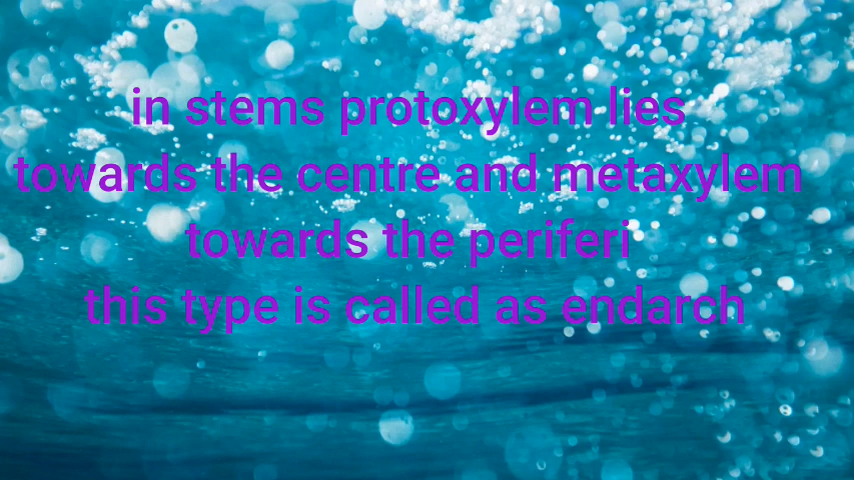 in stems protoxylem lies
towards the centre and metaxylem
towards the periferi
this type is called as endarch